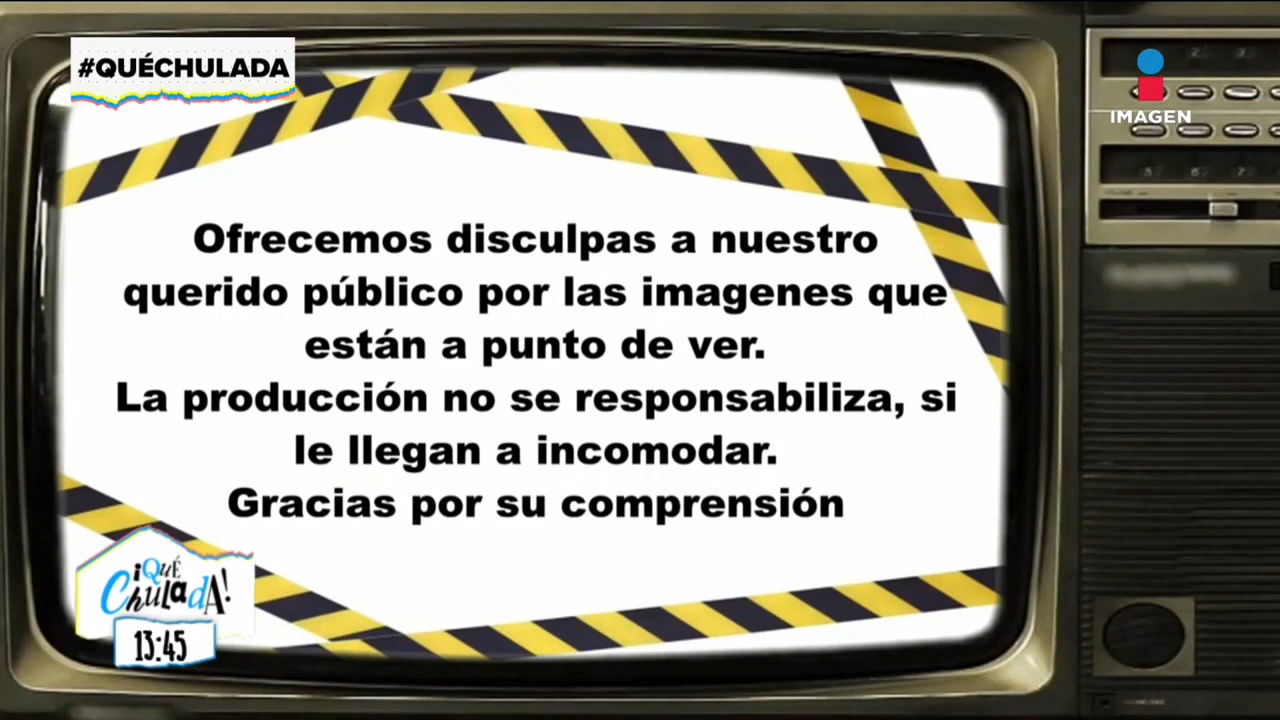 #QUÉCHULADA
IMAGEN
Ofrecemos disculpas a nuestro
querido público por las imagenes que
están a punto de ver.
La producción no se responsabiliza, si
le llegan a incomodar.
Gracias por su comprensión
¡QUÉ
ChuladA!
13:45